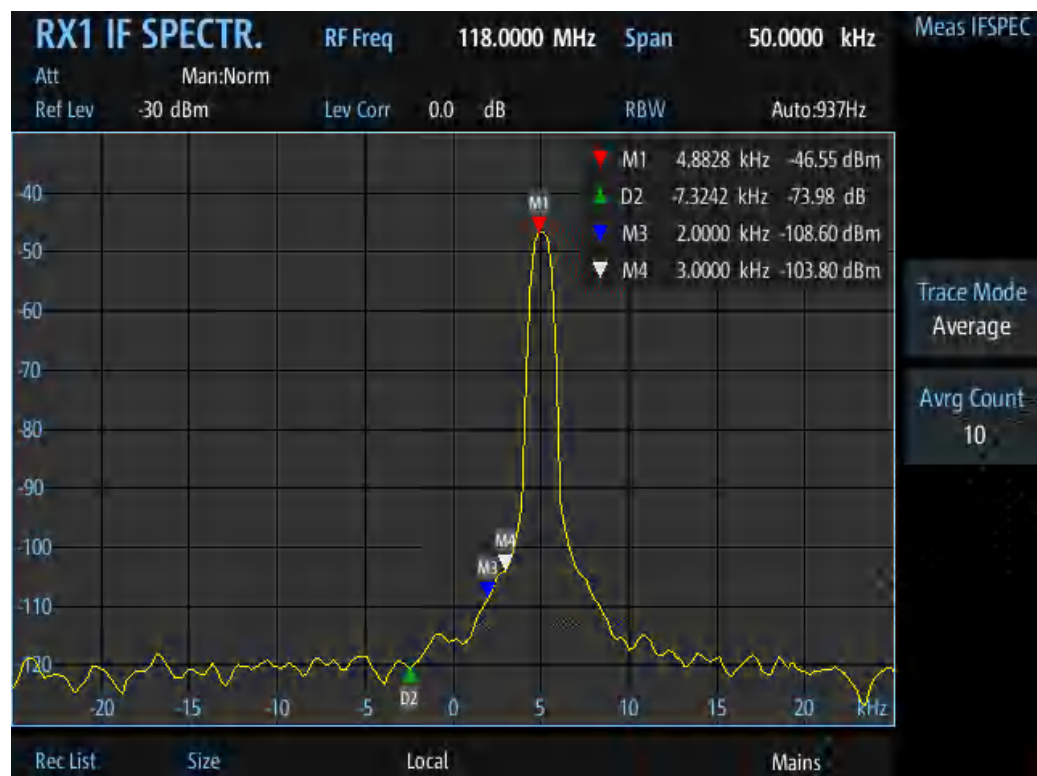 RX1 IF SPECTR. RF Freq 118.0000 MHz Span 50.0000 kHz Meas IFSPEC
Att Man:Norm
Ref Lev -30 dBm Lev Corr 0.0 dB RBW Auto:937Hz
M1 4.8828 kHz -46.55 dBm
D2 -7.3242 kHz -73.98 dB
M3 2.0000 kHz -108.60 dBm
M4 3.0000 kHz -103.80 dBm
-40
M1
-50
-60
-70
-80
-90
-100
M4
M3
-110
-120
D2
-20 -15 -10 -5 0 5 10 15 20 kHz
Trace Mode
Average
Avrg Count
10
Rec List Size Local Mains